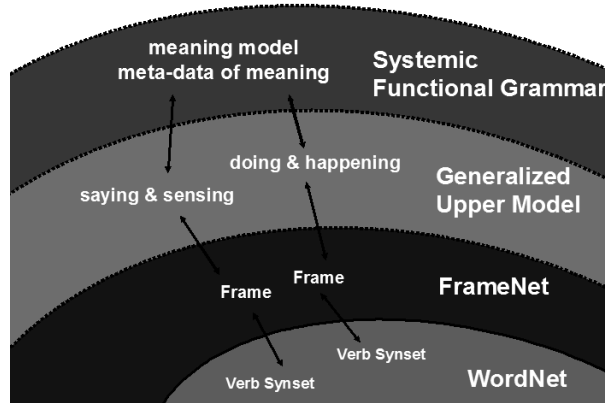 meaning model
meta-data of meaning
Systemic
Functional Grammar
doing & happening
saying & sensing
Generalized
Upper Model
Frame
Frame
FrameNet
Verb Synset
Verb Synset
WordNet